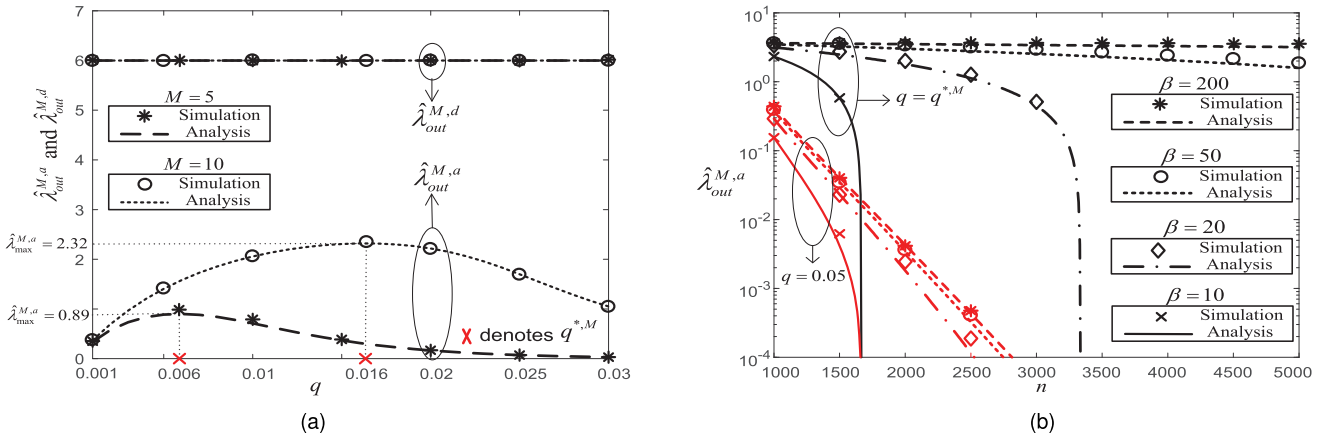 7
6
5
4
3
2
1
0
λ̂_out^{M,a} and λ̂_out^{M,d}
M = 5
Simulation
Analysis
M = 10
Simulation
Analysis
λ̂_out^{M,d}
λ̂_out^{M,a}
λ̂_max^{M,a} = 2.32
λ̂_max^{M,a} = 0.89
X denotes q^{*,M}
0.001 0.006 0.01 0.016 0.02 0.025 0.03
q
(a)
10^1
10^0
10^-1
10^-2
10^-3
10^-4
λ̂_out^{M,a}
q = q^{*,M}
q = 0.05
β = 200
Simulation
Analysis
β = 50
Simulation
Analysis
β = 20
Simulation
Analysis
β = 10
Simulation
Analysis
1000 1500 2000 2500 3000 3500 4000 4500 5000
n
(b)